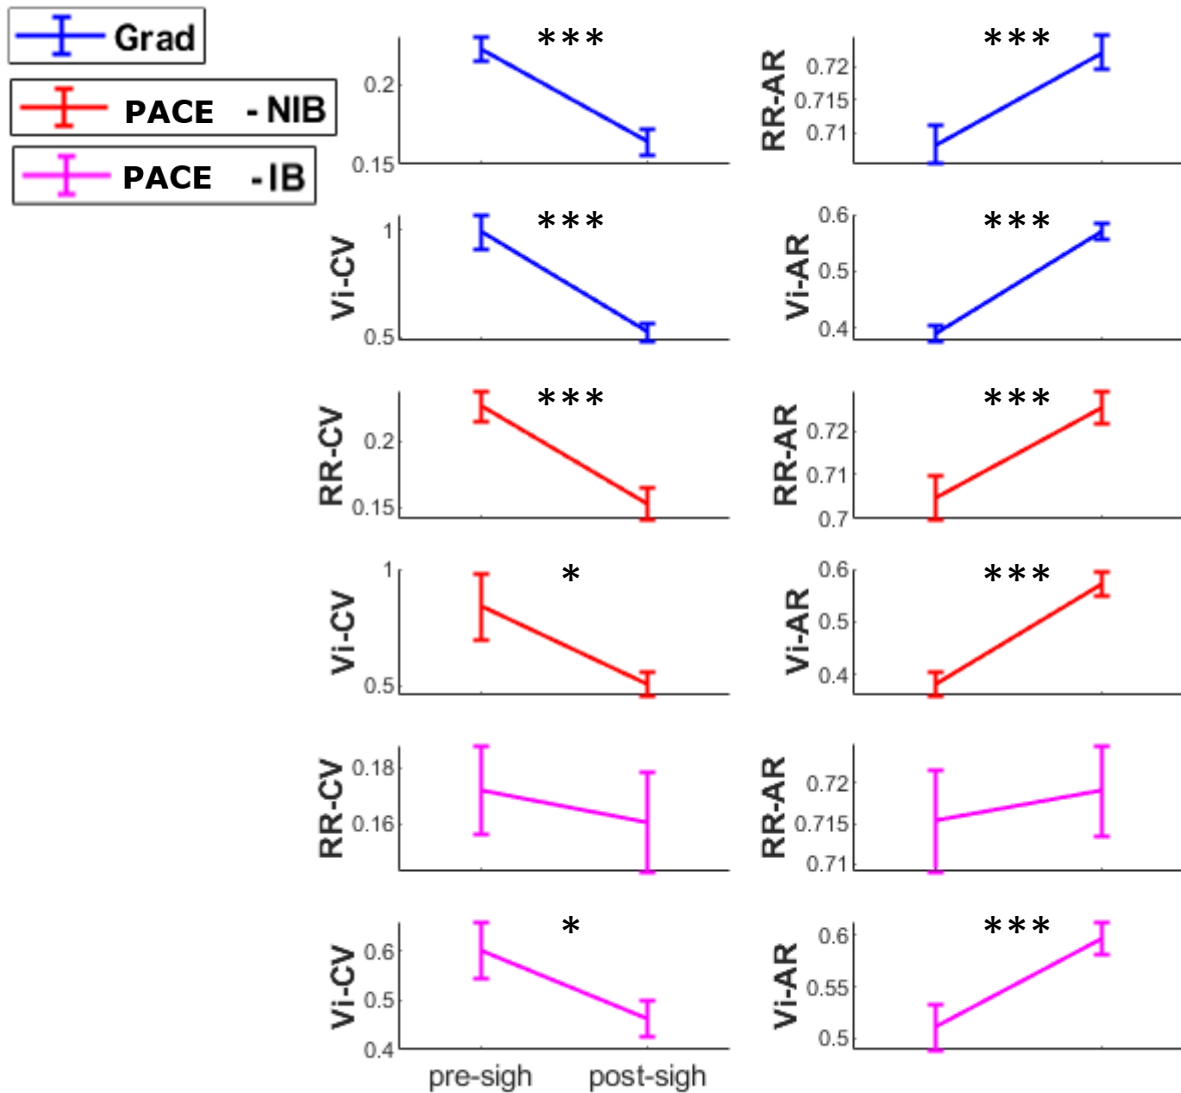 Grad
PACE - NIB
PACE - IB
0.2
0.15
***
RR-AR
0.72
0.715
0.71
***
Vi-CV
1
0.5
***
Vi-AR
0.6
0.5
0.4
***
RR-CV
0.2
0.15
***
RR-AR
0.72
0.71
0.7
***
Vi-CV
1
0.5
*
Vi-AR
0.6
0.5
0.4
***
RR-CV
0.18
0.16
RR-AR
0.72
0.715
0.71
Vi-CV
0.6
0.5
0.4
*
Vi-AR
0.6
0.55
0.5
***
pre-sigh post-sigh